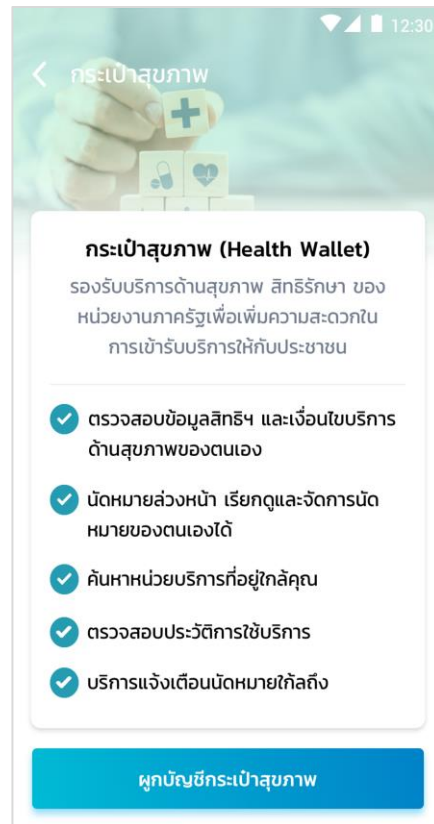 12:30
กระเป๋าสุขภาพ
กระเป๋าสุขภาพ (Health Wallet)
รองรับบริการด้านสุขภาพ สิทธิรักษา ของ
หน่วยงานภาครัฐเพื่อเพิ่มความสะดวกใน
การเข้ารับบริการให้กับประชาชน
ตรวจสอบข้อมูลสิทธิฯ และเงื่อนไขบริการ
ด้านสุขภาพของตนเอง
นัดหมายล่วงหน้า เรียกดูและจัดการนัด
หมายของตนเองได้
ค้นหาหน่วยบริการที่อยู่ใกล้คุณ
ตรวจสอบประวัติการใช้บริการ
บริการแจ้งเตือนนัดหมายใก้ลถึง
ผูกบัญชีกระเป๋าสุขภาพ